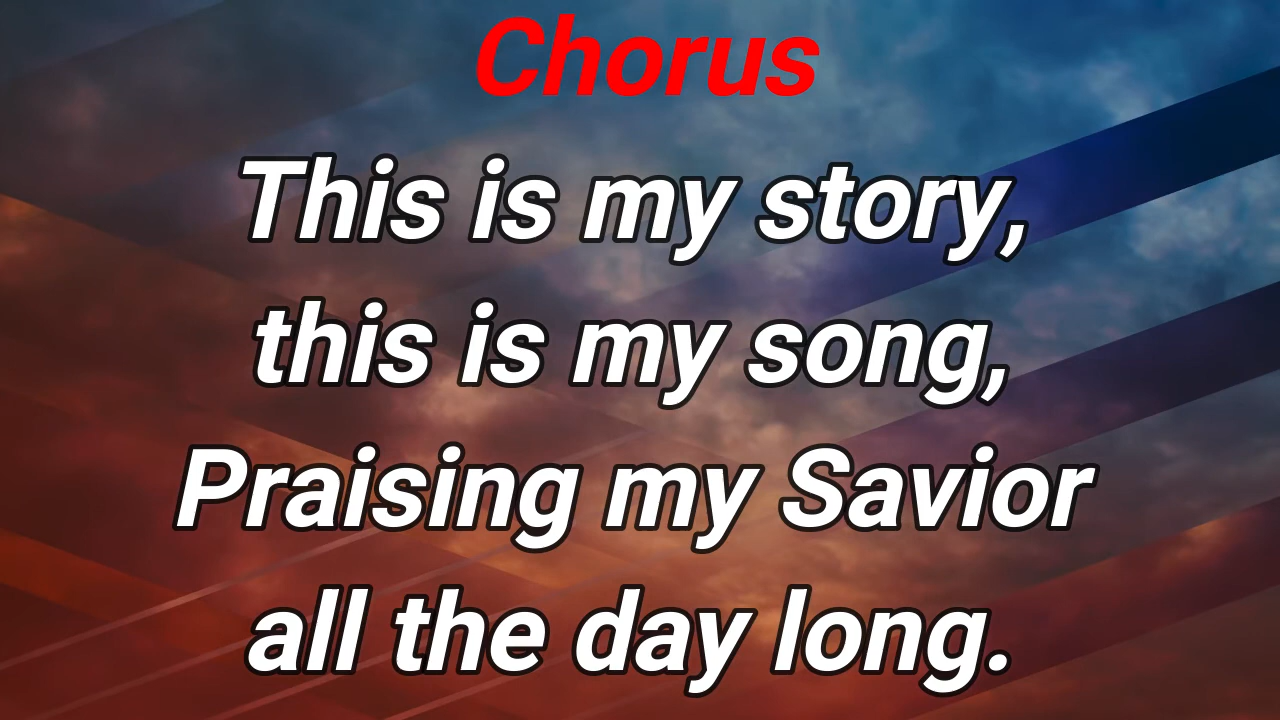 Chorus
This is my story,
this is my song,
Praising my Savior
all the day long.